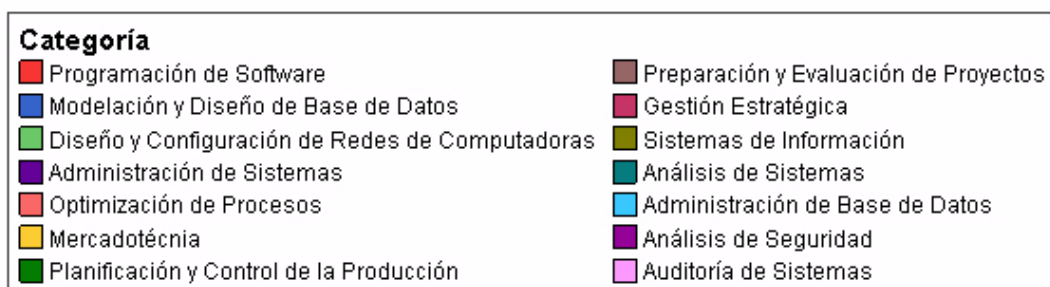 Categoría
Programación de Software
Modelación y Diseño de Base de Datos
Diseño y Configuración de Redes de Computadoras
Administración de Sistemas
Optimización de Procesos
Mercadotécnia
Planificación y Control de la Producción
Preparación y Evaluación de Proyectos
Gestión Estratégica
Sistemas de Información
Análisis de Sistemas
Administración de Base de Datos
Análisis de Seguridad
Auditoría de Sistemas